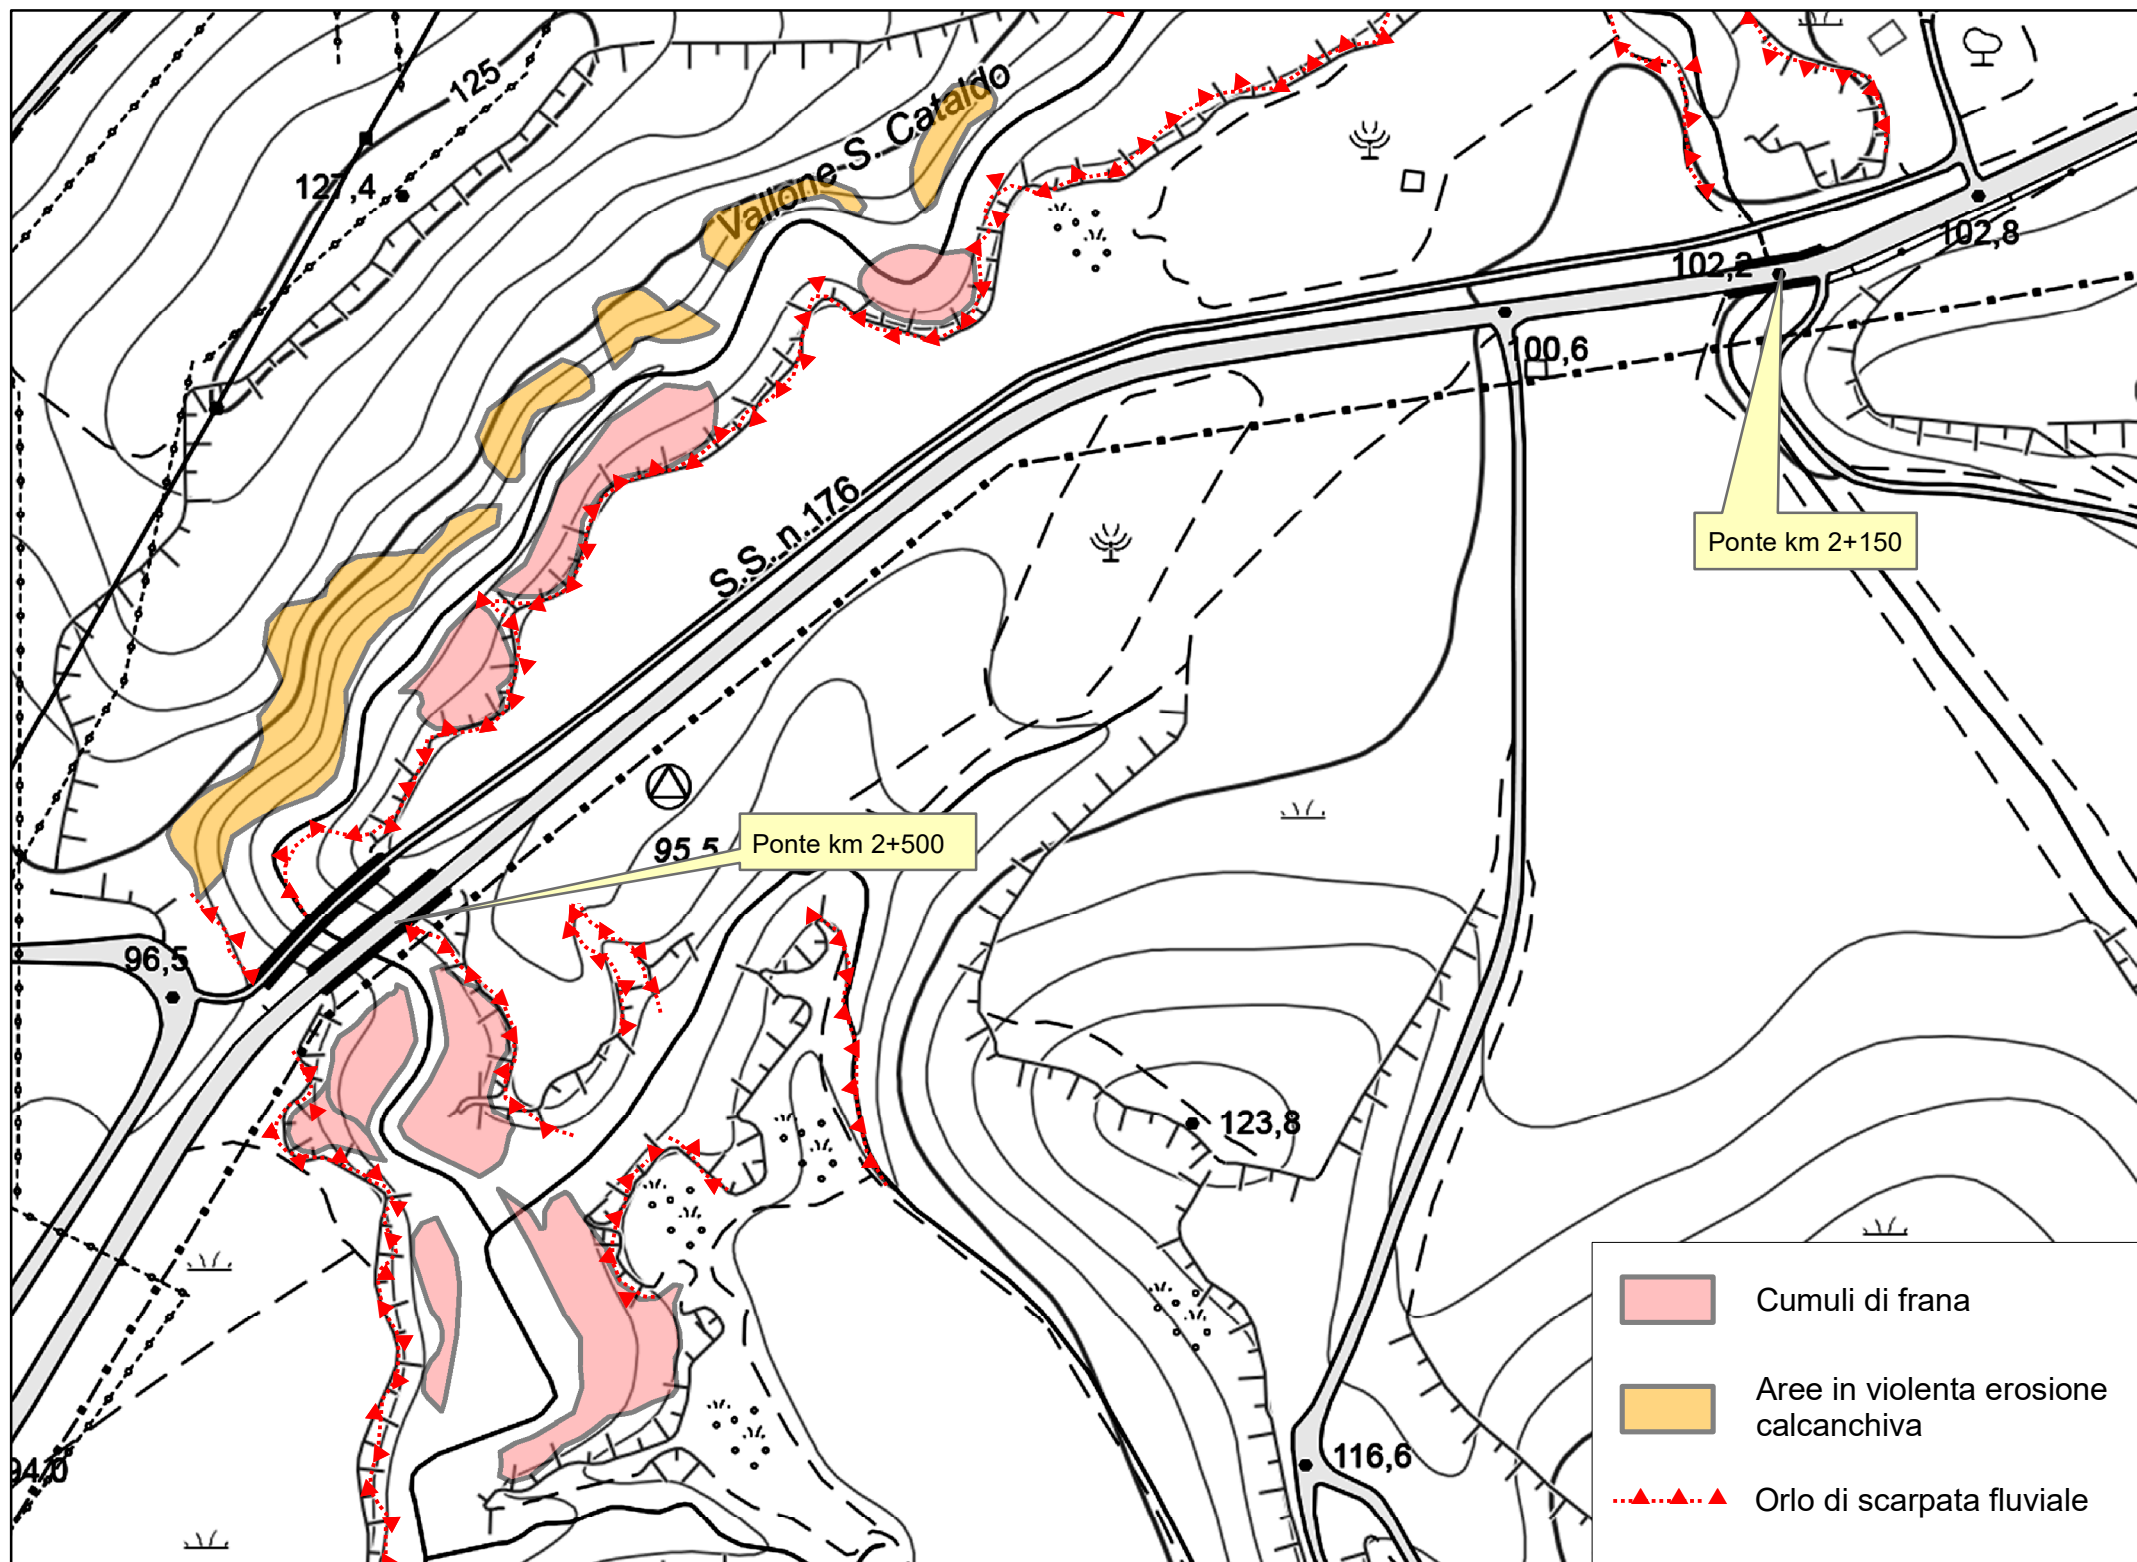 125
Vallone S. Cataldo
127,4
102,8
102,2
100,6
S.S. n.176
Ponte km 2+150
95,5
Ponte km 2+500
96,5
123,8
Cumuli di frana
Aree in violenta erosione
calcanchiva
116,6
94,0
Orlo di scarpata fluviale